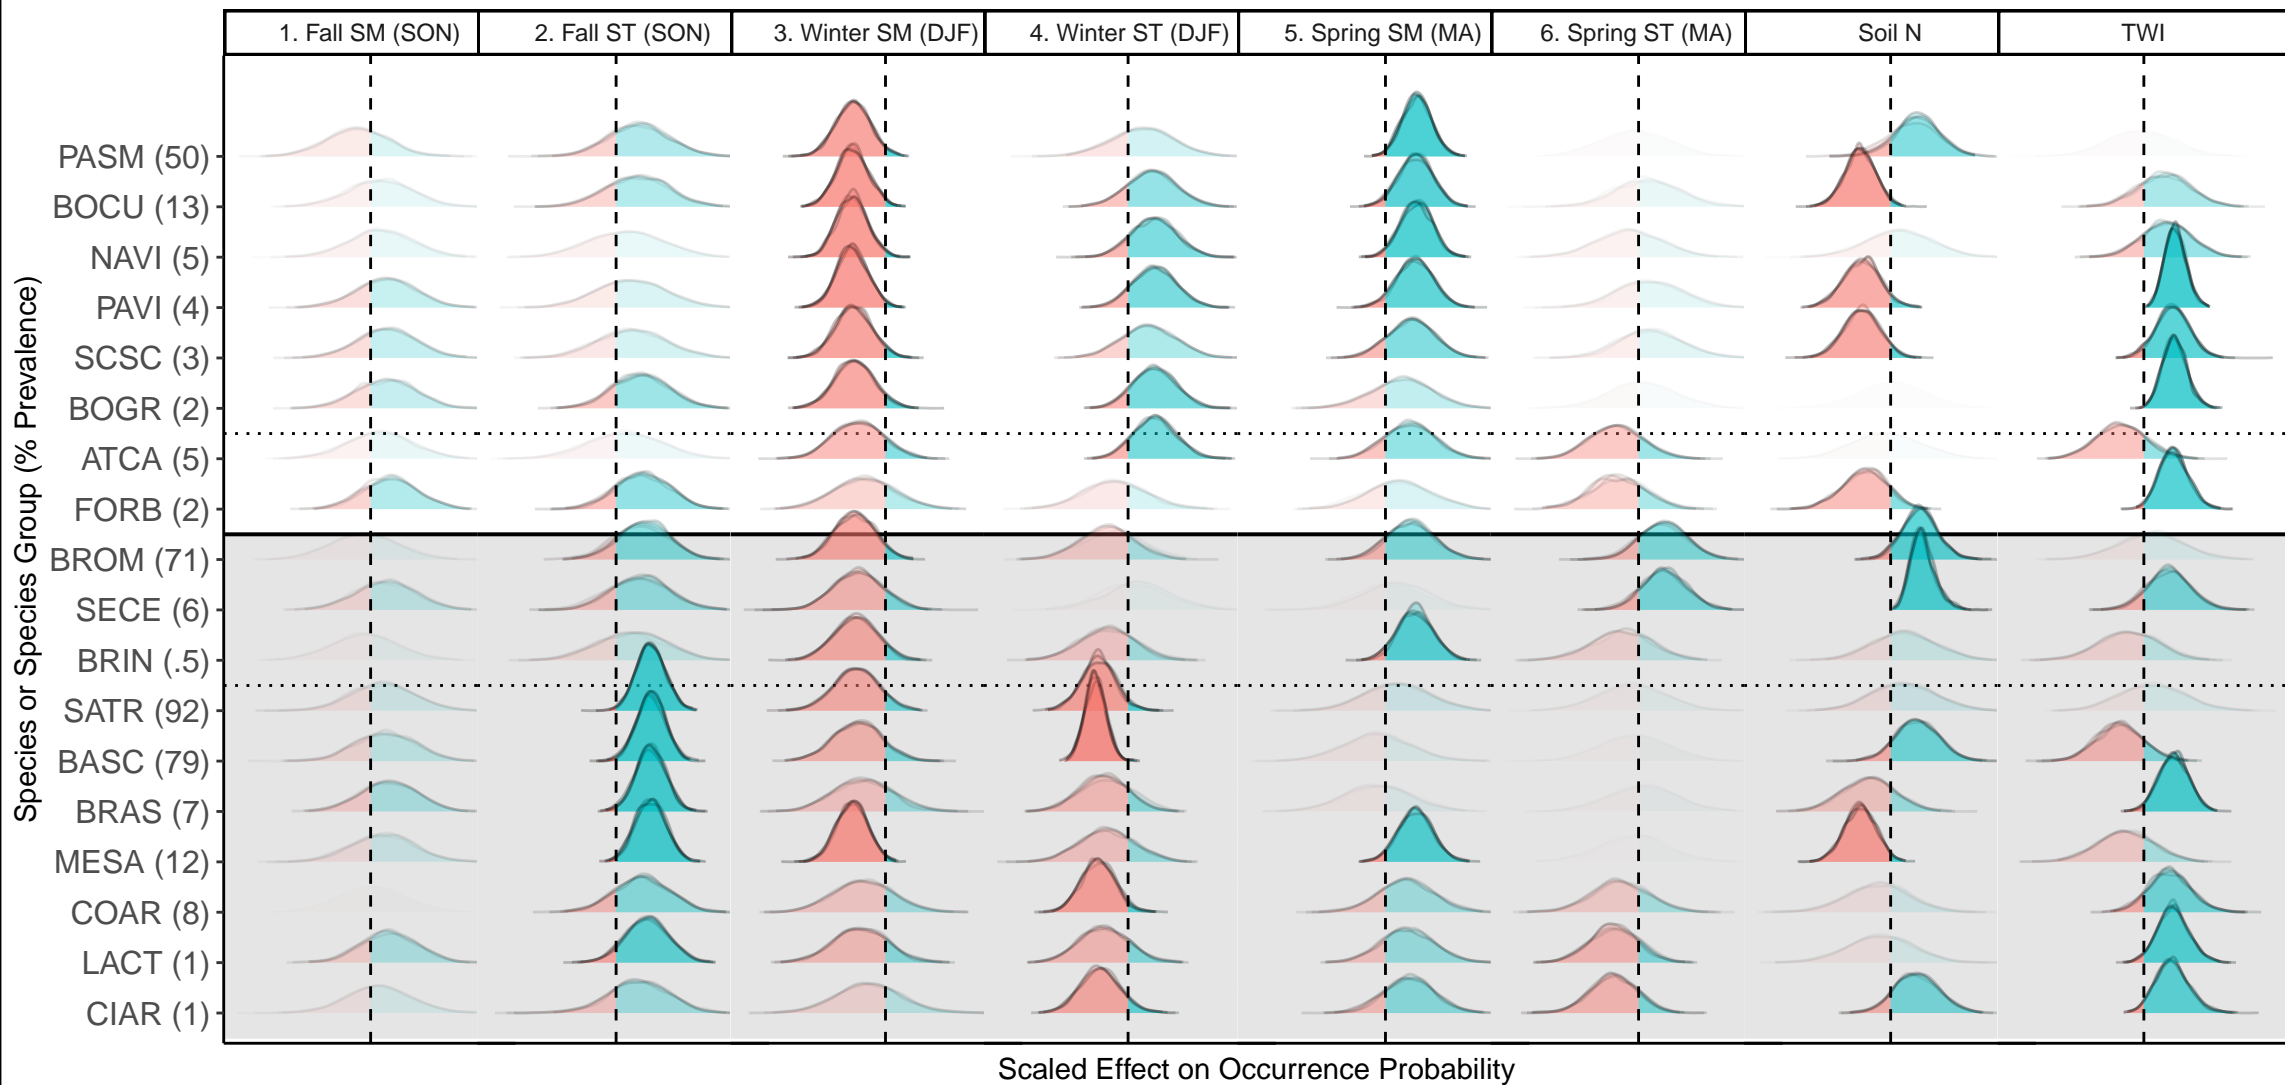 1. Fall SM (SON)
2. Fall ST (SON)
3. Winter SM (DJF)
4. Winter ST (DJF)
5. Spring SM (MA)
6. Spring ST (MA)
Soil N
TWI
Species or Species Group (% Prevalence)
PASM (50)
BOCU (13)
NAVI (5)
PAVI (4)
SCSC (3)
BOGR (2)
ATCA (5)
FORB (2)
BROM (71)
SECE (6)
BRIN (.5)
SATR (92)
BASC (79)
BRAS (7)
MESA (12)
COAR (8)
LACT (1)
CIAR (1)
Scaled Effect on Occurrence Probability